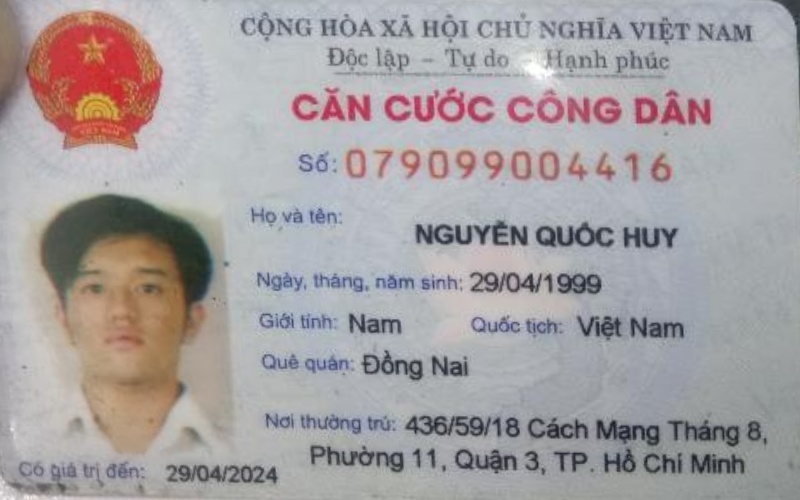 CỘNG HÒA XÃ HỘI CHỦ NGHĨA VIỆT NAM
Độc lập – Tự do – Hạnh phúc
CĂN CƯỚC CÔNG DÂN
Số: 079099004416
Họ và tên: NGUYỄN QUỐC HUY
Ngày, tháng, năm sinh: 29/04/1999
Giới tính: Nam Quốc tịch: Việt Nam
Quê quán: Đồng Nai
Nơi thường trú: 436/59/18 Cách Mạng Tháng 8,
Phường 11, Quận 3, TP. Hồ Chí Minh
Có giá trị đến: 29/04/2024
VIỆT NAM